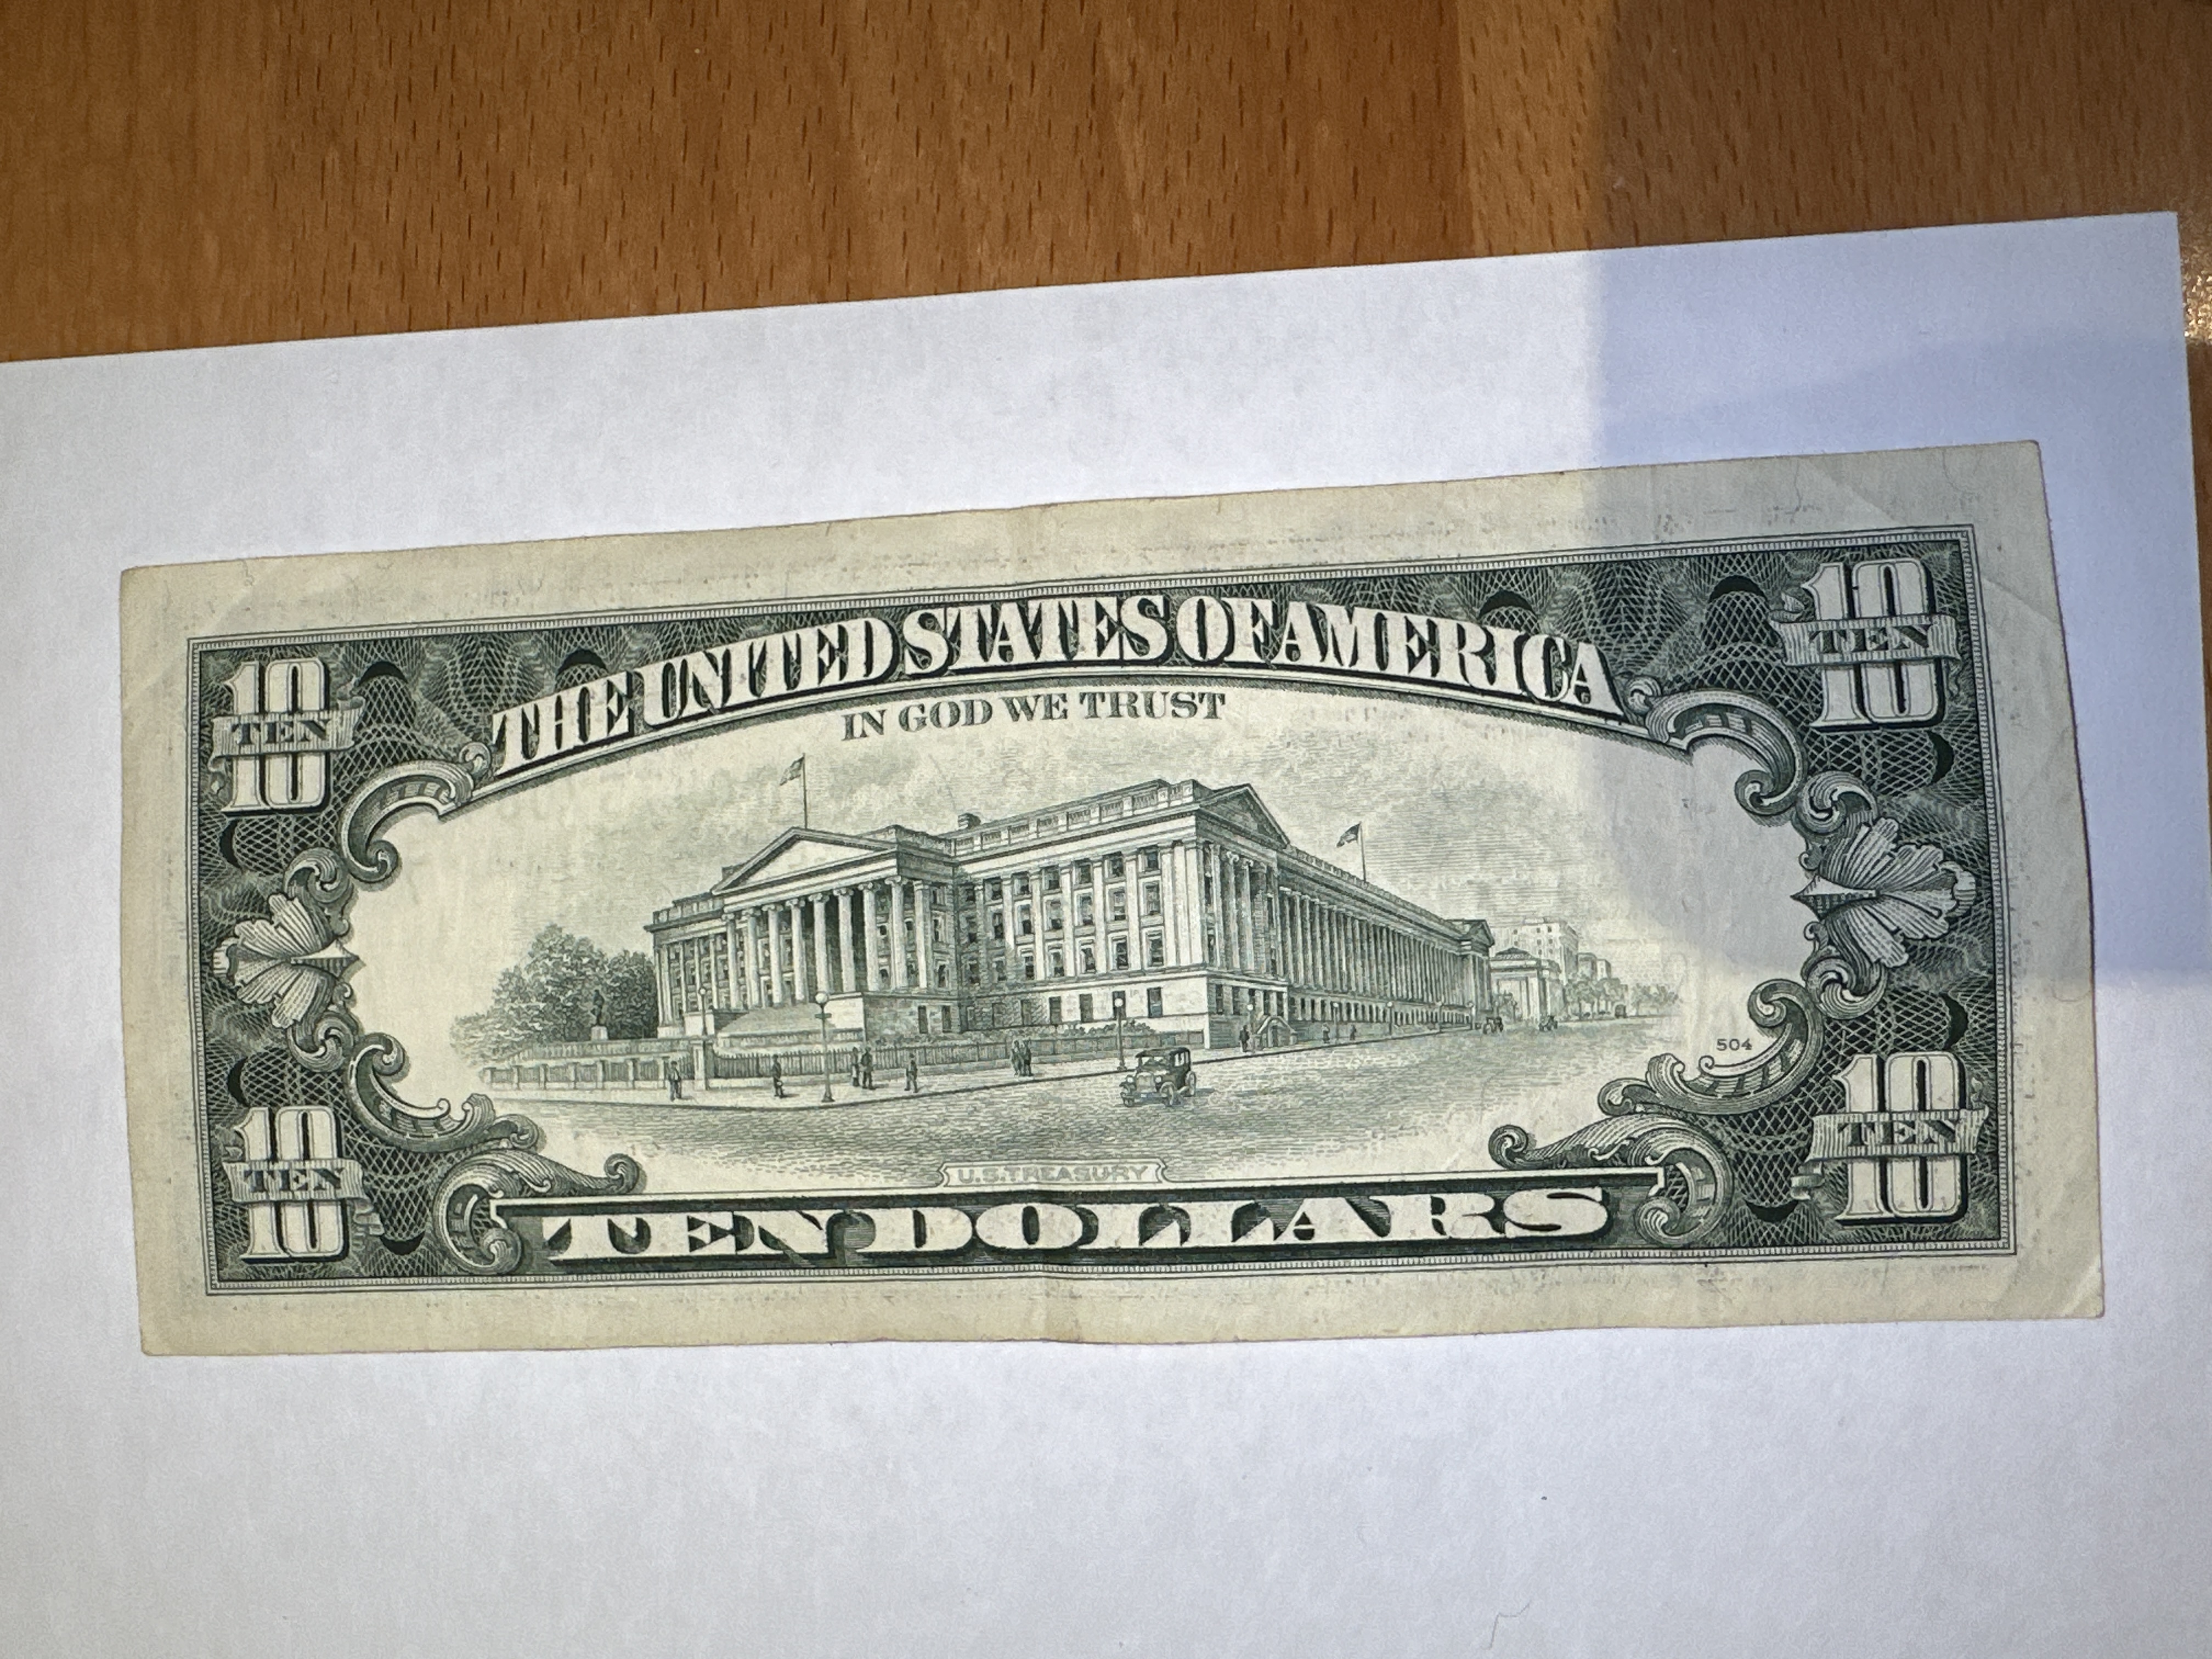 THE UNITED STATES OF AMERICA
10 TEN 10
10 TEN 10
IN GOD WE TRUST
504
10 TEN 10
10 TEN 10
U.S. TREASURY
TEN DOLLARS